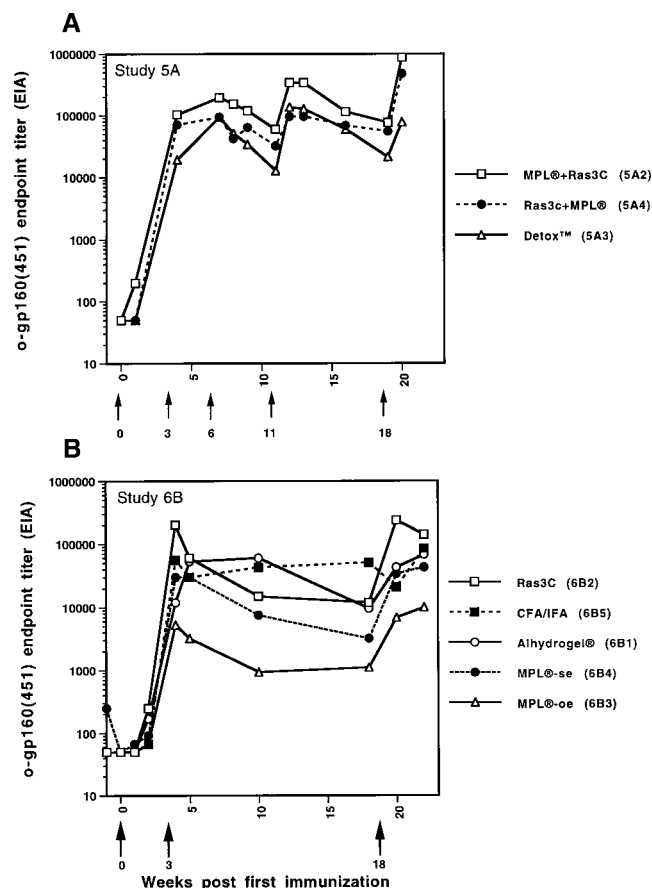 A
o-gp160(451) endpoint titer (EIA)
Study 5A
1000000
100000
10000
1000
100
10
0
5
10
15
20
0
3
6
11
18
MPL®+Ras3C (5A2)
Ras3c+MPL® (5A4)
Detox™ (5A3)
B
o-gp160(451) endpoint titer (EIA)
Study 6B
1000000
100000
10000
1000
100
10
0
5
10
15
20
0
3
18
Weeks post first immunization
Ras3C (6B2)
CFA/IFA (6B5)
Alhydrogel® (6B1)
MPL®-se (6B4)
MPL®-oe (6B3)